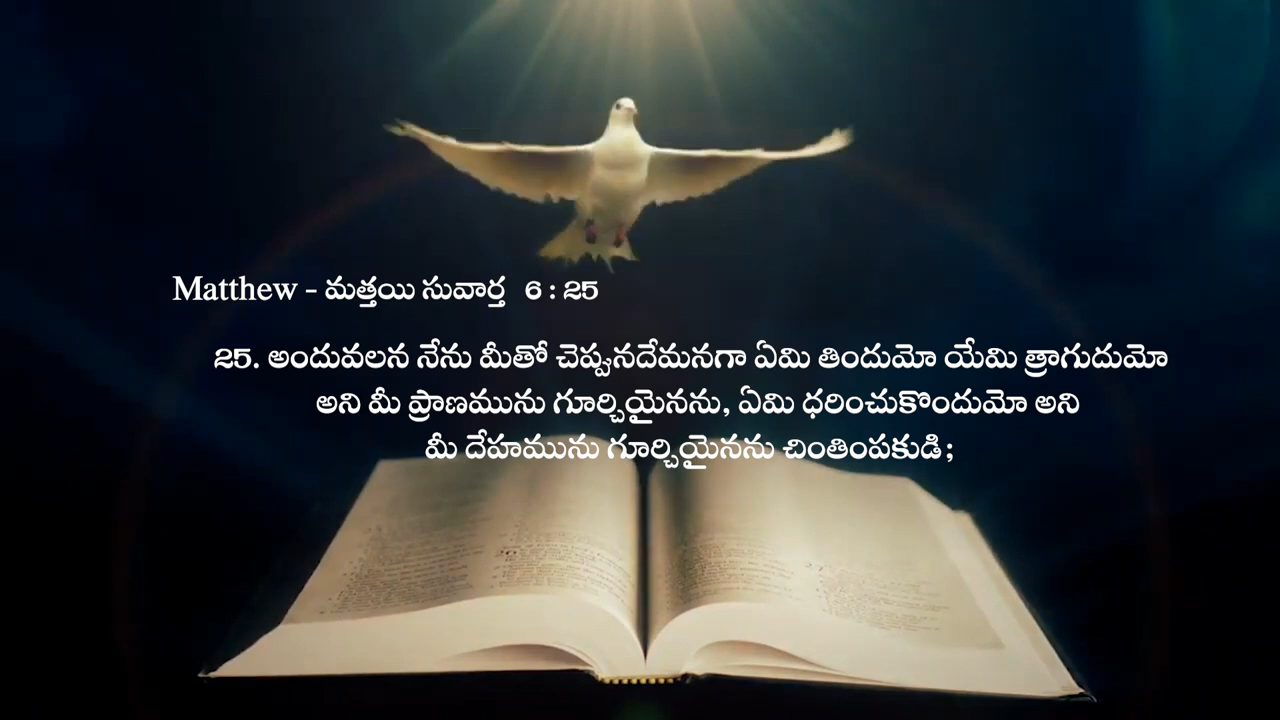 Matthew - మత్తయి సువార్త 6 : 25
25. అందువలన నేను మీతో చెప్పునదేమనగా ఏమి తిందుమో యేమి త్రాగుదుమో
అని మీ ప్రాణమును గూర్చియైనను, ఏమి ధరించుకొందుమో అని
మీ దేహమును గూర్చియైనను చింతింపకుడి;